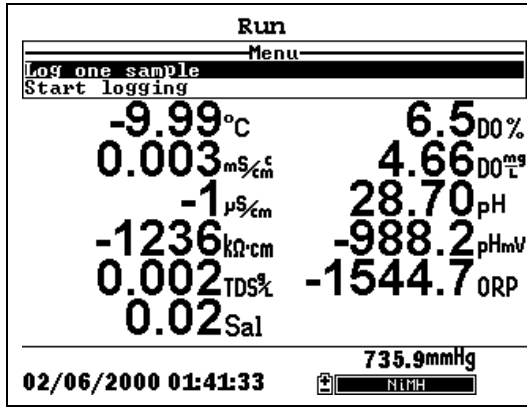 Run
Menu
Log one sample
Start logging
-9.99°C
6.5DO %
0.003mS/cm c
4.66DO mg/L
-1µS/cm
28.70pH
-1236kΩ·cm
-988.2pHmV
0.002TDS g/L
-1544.7ORP
0.02Sal
735.9mmHg
02/06/2000 01:41:33
NiMH